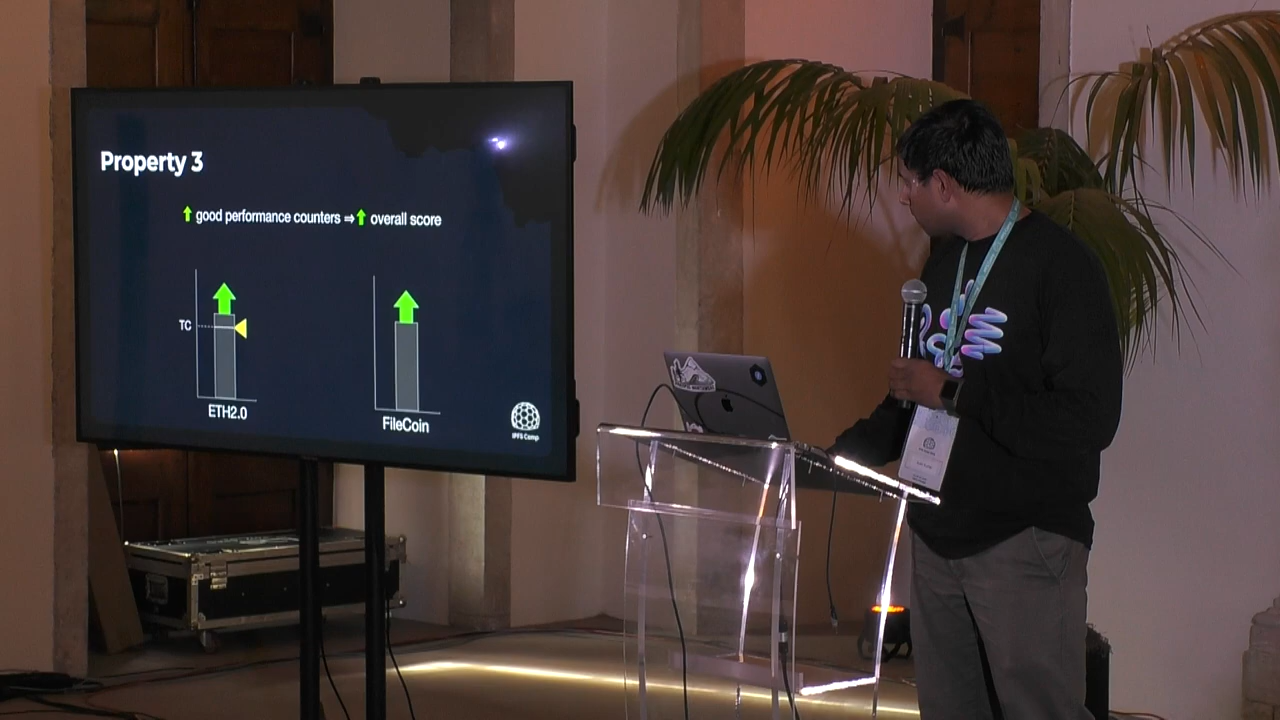 Property 3
good performance counters ⇒ overall score
TC
ETH2.0
FileCoin
IPFS Camp